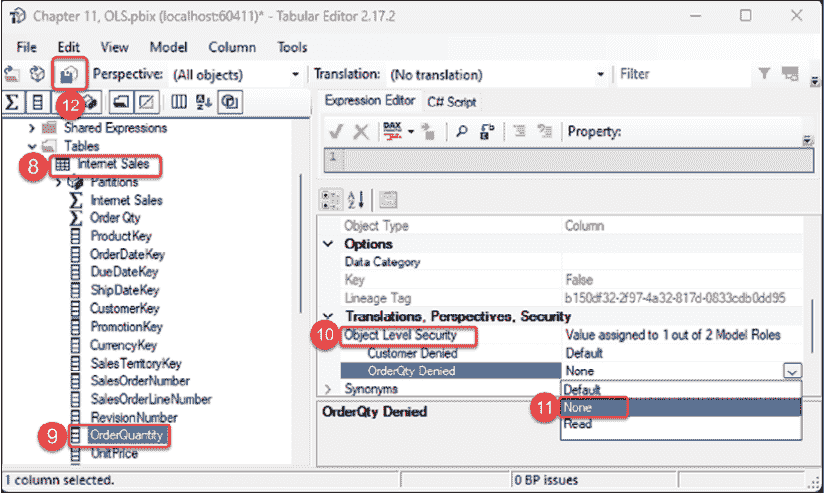 Chapter 11, OLS.pbix (localhost:60411)* - Tabular Editor 2.17.2
File Edit View Model Column Tools
Perspective: (All objects) Translation: (No translation) Filter
12
Expression Editor C# Script
Shared Expressions
DAX Property:
Tables
8 Internet Sales
1
Partitions
Internet Sales
Order Qty
ProductKey
OrderDateKey
DueDateKey
ShipDateKey
CustomerKey
PromotionKey
CurrencyKey
SalesTerritoryKey
SalesOrderNumber
SalesOrderLineNumber
RevisionNumber
9 OrderQuantity
UnitPrice
Object Type Column
Options
Data Category
Key False
Lineage Tag b150df32-2f97-4a32-817d-0833cdb0dd95
Translations, Perspectives, Security
10 Object Level Security Value assigned to 1 out of 2 Model Roles
Customer Denied Default
OrderQty Denied None
Synonyms Default
11 None
Read
OrderQty Denied
1 column selected. 0 BP issues